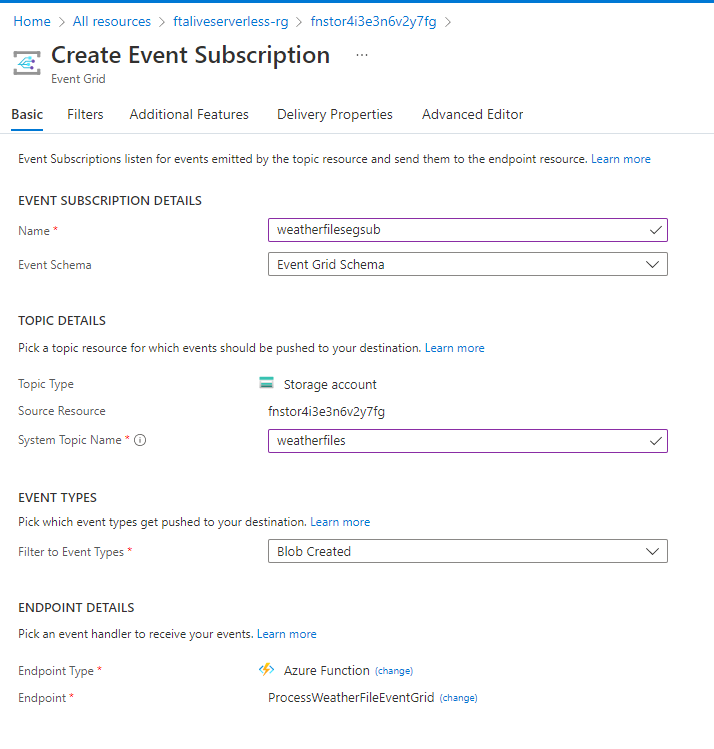 Home > All resources > ftaliveserverless-rg > fnstor4i3e3n6v2y7fg >
Create Event Subscription ...
Event Grid
Basic Filters Additional Features Delivery Properties Advanced Editor
Event Subscriptions listen for events emitted by the topic resource and send them to the endpoint resource. Learn more
EVENT SUBSCRIPTION DETAILS
Name * weatherfilesegsub
Event Schema Event Grid Schema
TOPIC DETAILS
Pick a topic resource for which events should be pushed to your destination. Learn more
Topic Type Storage account
Source Resource fnstor4i3e3n6v2y7fg
System Topic Name * weatherfiles
EVENT TYPES
Pick which event types get pushed to your destination. Learn more
Filter to Event Types * Blob Created
ENDPOINT DETAILS
Pick an event handler to receive your events. Learn more
Endpoint Type * Azure Function (change)
Endpoint * ProcessWeatherFileEventGrid (change)